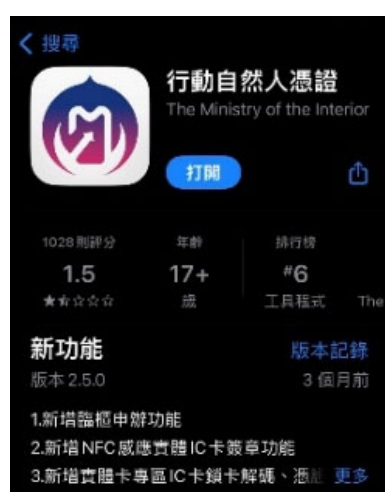 搜尋
行動自然人憑證
The Ministry of the Interior
打開
1028 則評分 年齡 排行榜
1.5 17+ #6
歲 工具程式 The
新功能 版本記錄
版本 2.5.0 3 個月前
1.新增臨櫃申辦功能
2.新增NFC感應實體IC卡簽章功能
3.新增實體卡專區IC卡鎖卡解碼、憑 更多